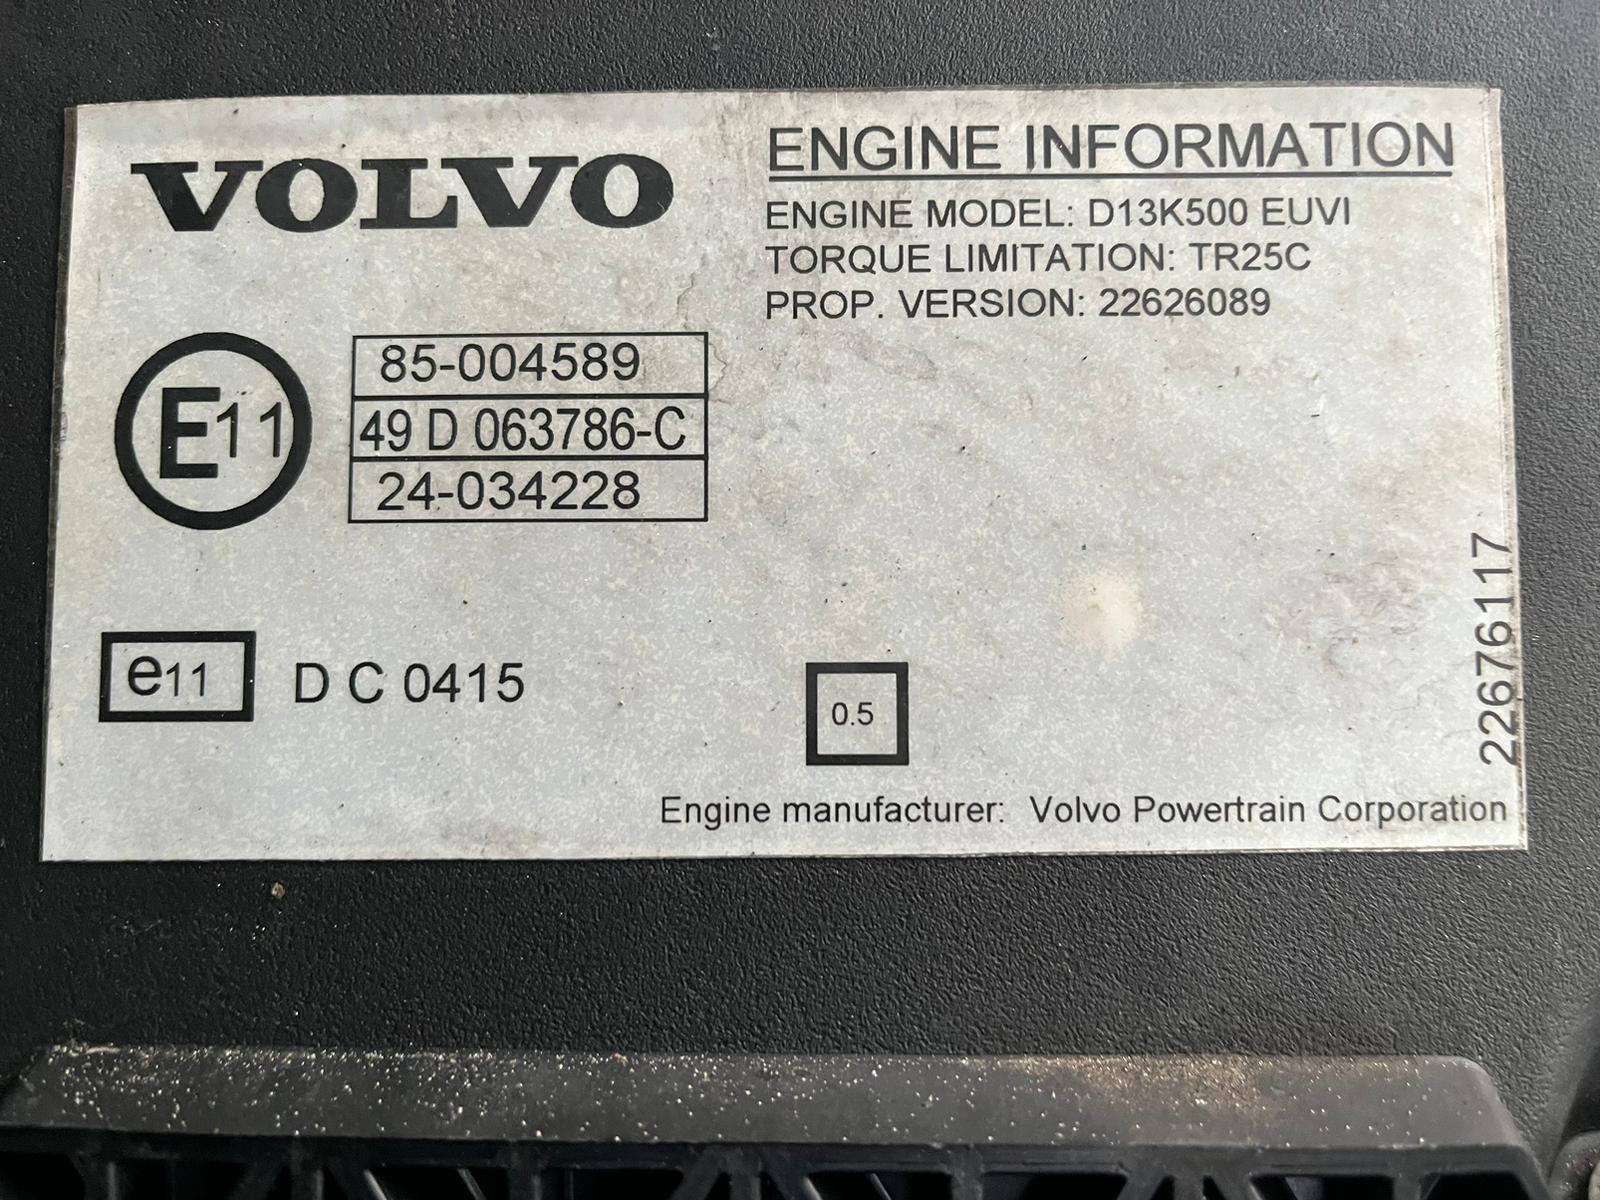 VOLVO
ENGINE INFORMATION
ENGINE MODEL: D13K500 EUVI
TORQUE LIMITATION: TR25C
PROP. VERSION: 22626089
E11
85-004589
49 D 063786-C
24-034228
e11 D C 0415
0.5
22676117
Engine manufacturer: Volvo Powertrain Corporation